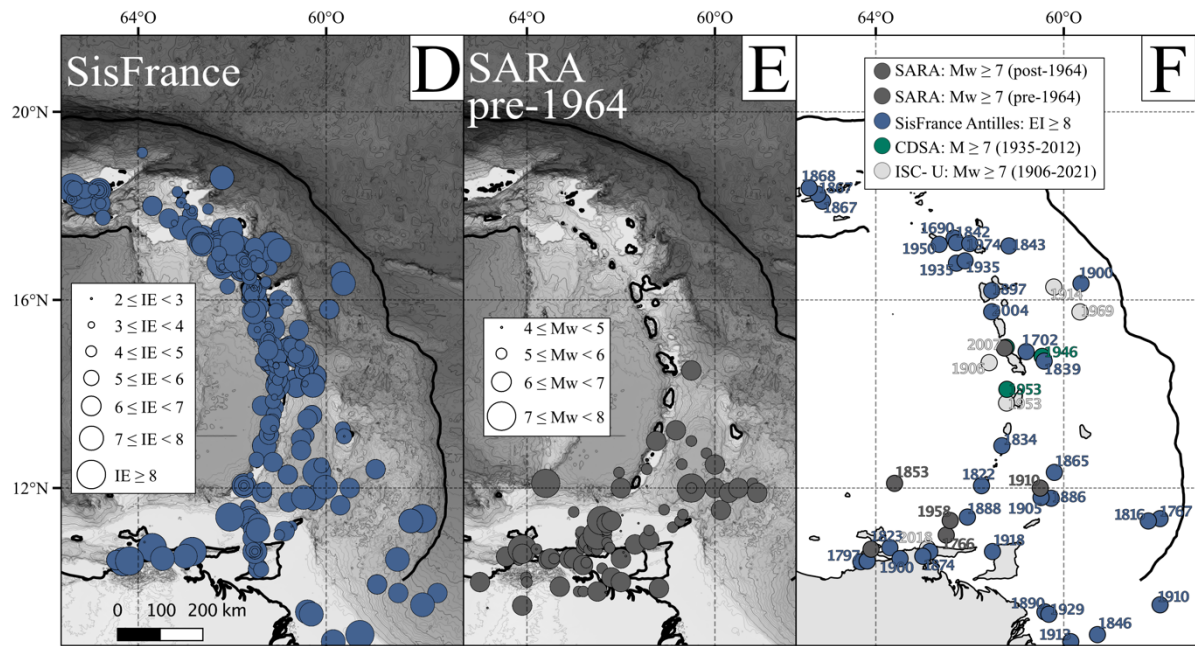 64°W
60°W
64°W
60°W
64°W
60°W
SisFrance
D
20°N
16°N
12°N
2 ≤ IE < 3
3 ≤ IE < 4
4 ≤ IE < 5
5 ≤ IE < 6
6 ≤ IE < 7
7 ≤ IE < 8
IE ≥ 8
0 100 200 km
SARA
pre-1964
E
4 ≤ Mw < 5
5 ≤ Mw < 6
6 ≤ Mw < 7
7 ≤ Mw < 8
F
SARA: Mw ≥ 7 (post-1964)
SARA: Mw ≥ 7 (pre-1964)
SisFrance Antilles: EI ≥ 8
CDSA: M ≥ 7 (1935-2012)
ISC- U: Mw ≥ 7 (1906-2021)
1868
1867
1867
1690
1842
1950
1974
1843
1935
1935
1900
1914
1897
1969
2004
1702
2007
1946
1906
1839
1953
1953
1834
1865
1853
1822
1910
1886
1905
1958
1888
1816
1767
1823
2018
1766
1918
1797
1900
1874
1890
1929
1910
1846
1913